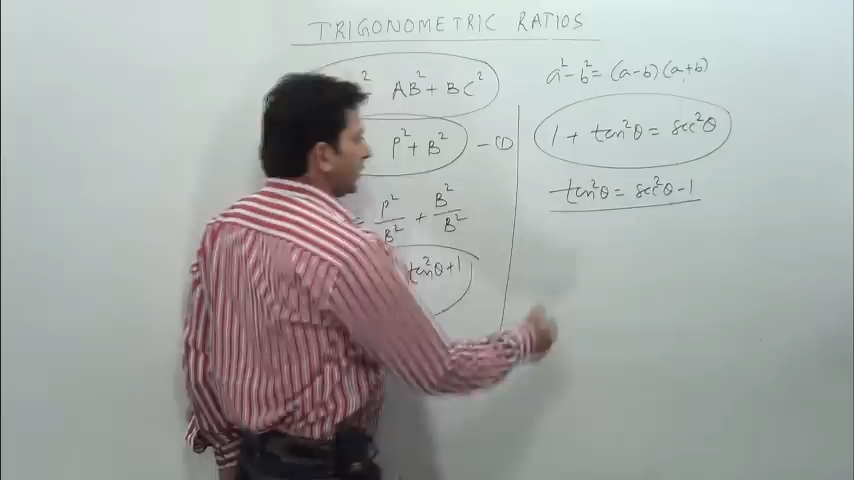 TRIGONOMETRIC RATIOS
² AB² + BC²
P² + B² - ①
= P²/B² + B²/B²
tan²θ + 1
a² - b² = (a-b)(a+b)
1 + tan²θ = sec²θ
tan²θ = sec²θ - 1